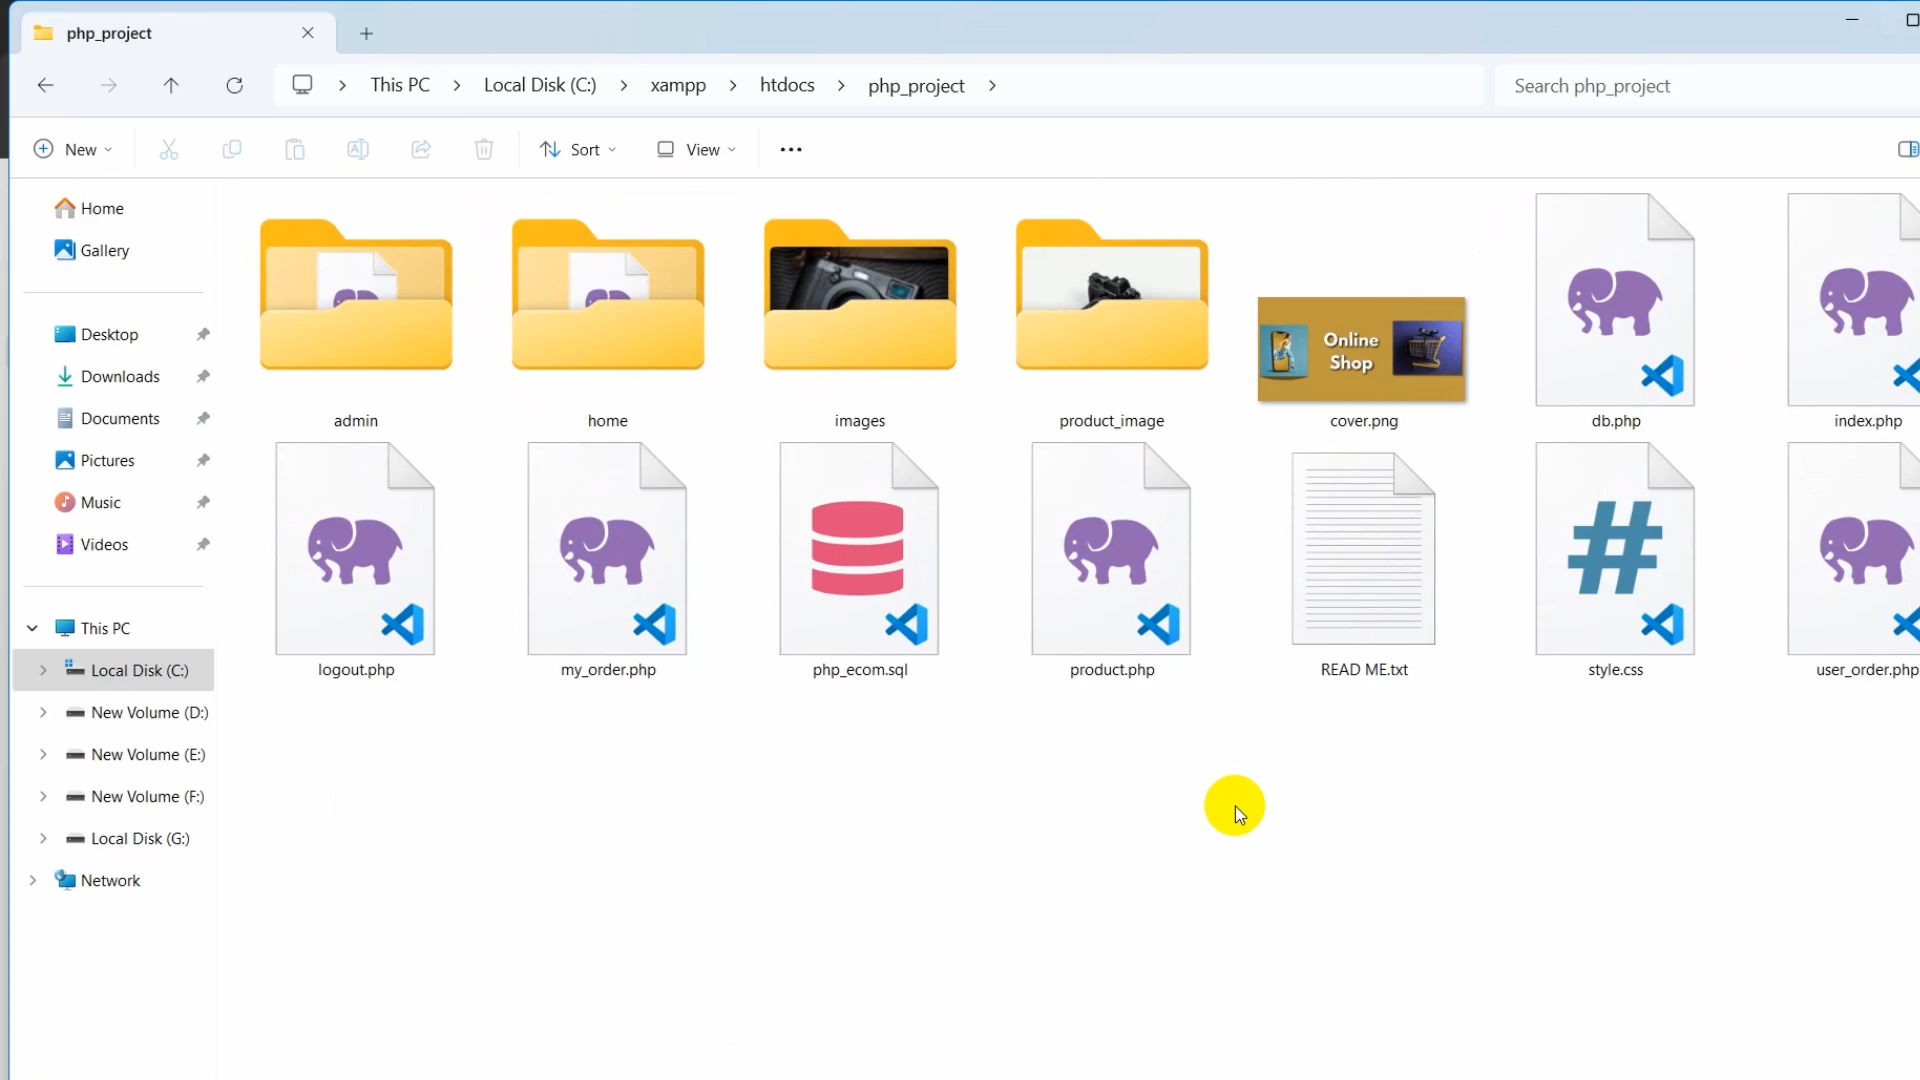 php_project
This PC
Local Disk (C:)
xampp
htdocs
php_project
Search php_project
New
Sort
View
Home
Gallery
Desktop
Downloads
Documents
Pictures
Music
Videos
This PC
Local Disk (C:)
New Volume (D:)
New Volume (E:)
New Volume (F:)
Local Disk (G:)
Network
Online
Shop
admin
home
images
product_image
cover.png
db.php
index.php
logout.php
my_order.php
php_ecom.sql
product.php
READ ME.txt
style.css
user_order.php